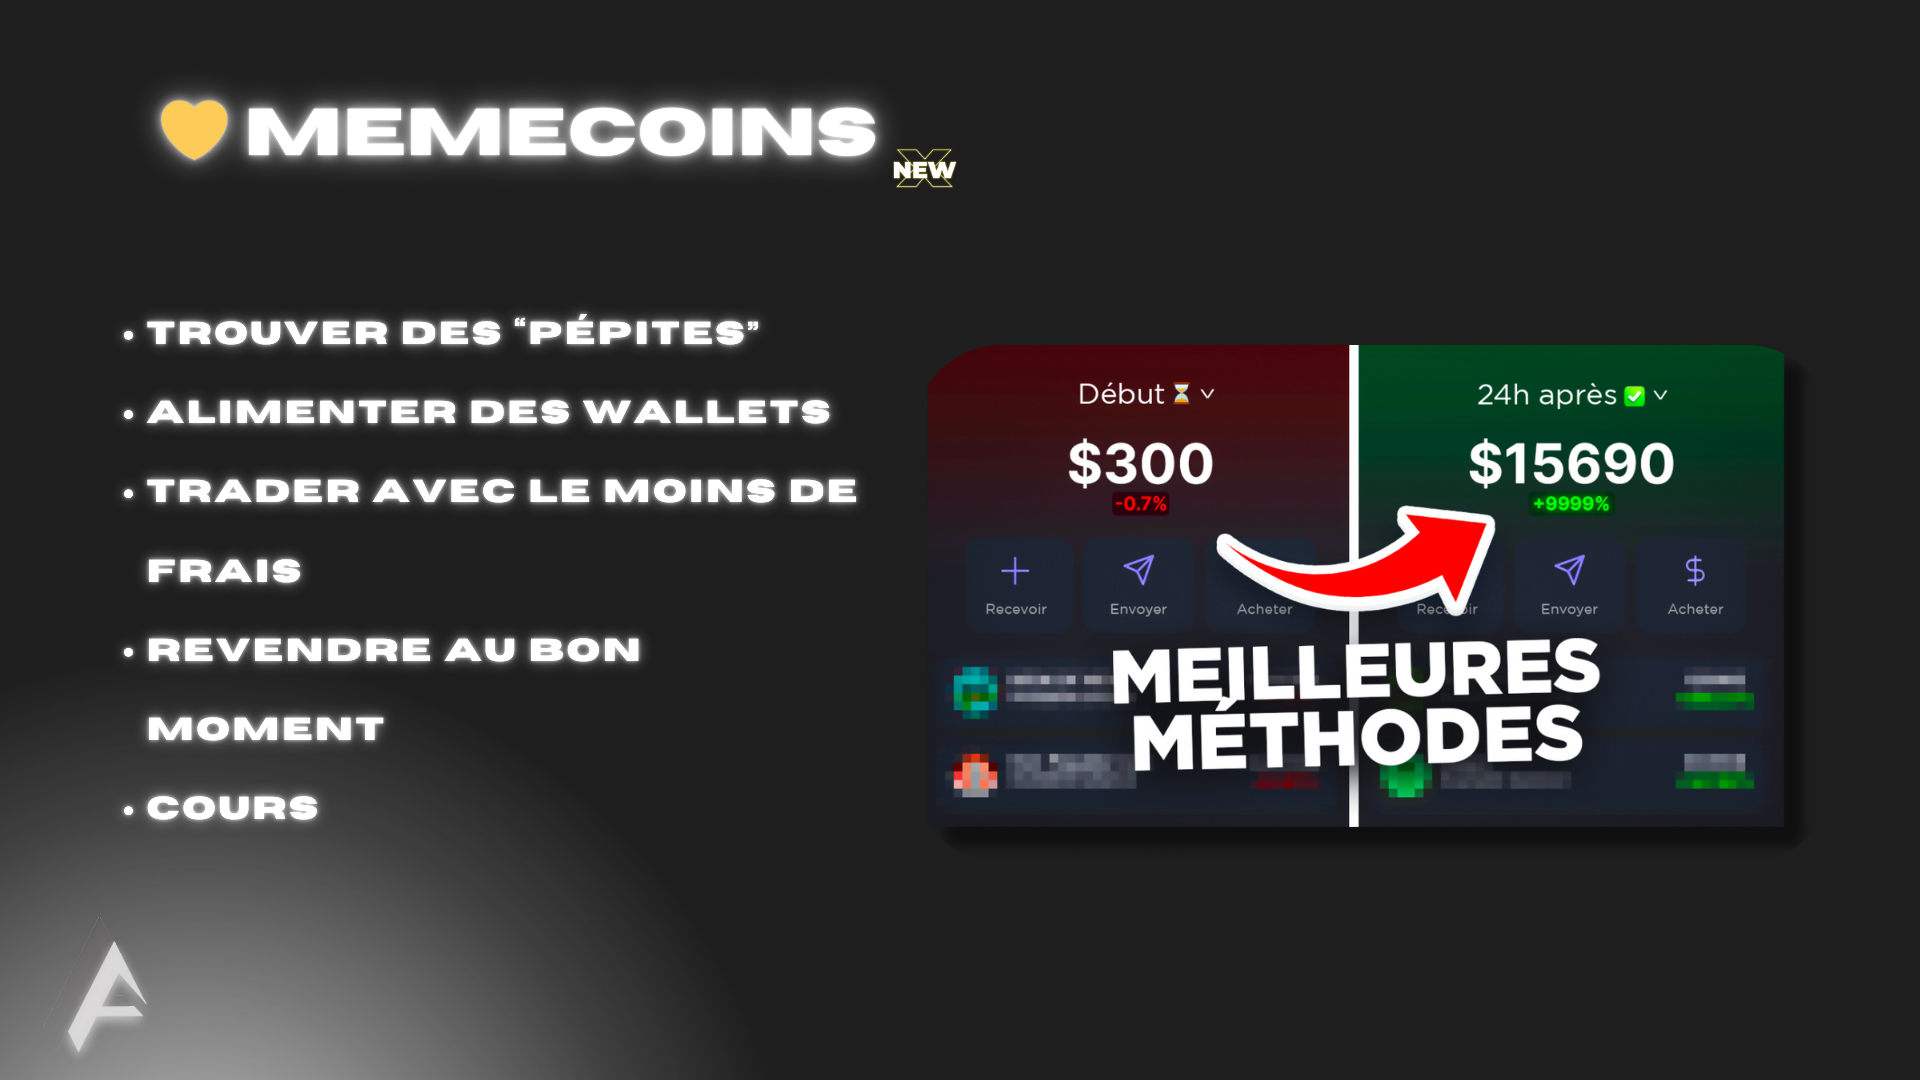 MEMECOINS
NEW
• TROUVER DES “PÉPITES”
• ALIMENTER DES WALLETS
• TRADER AVEC LE MOINS DE
FRAIS
• REVENDRE AU BON
MOMENT
• COURS
Début
$300
-0.7%
Recevoir
Envoyer
Acheter
24h après
$15690
+9999%
Recevoir
Envoyer
Acheter
MEILLEURES
MÉTHODES